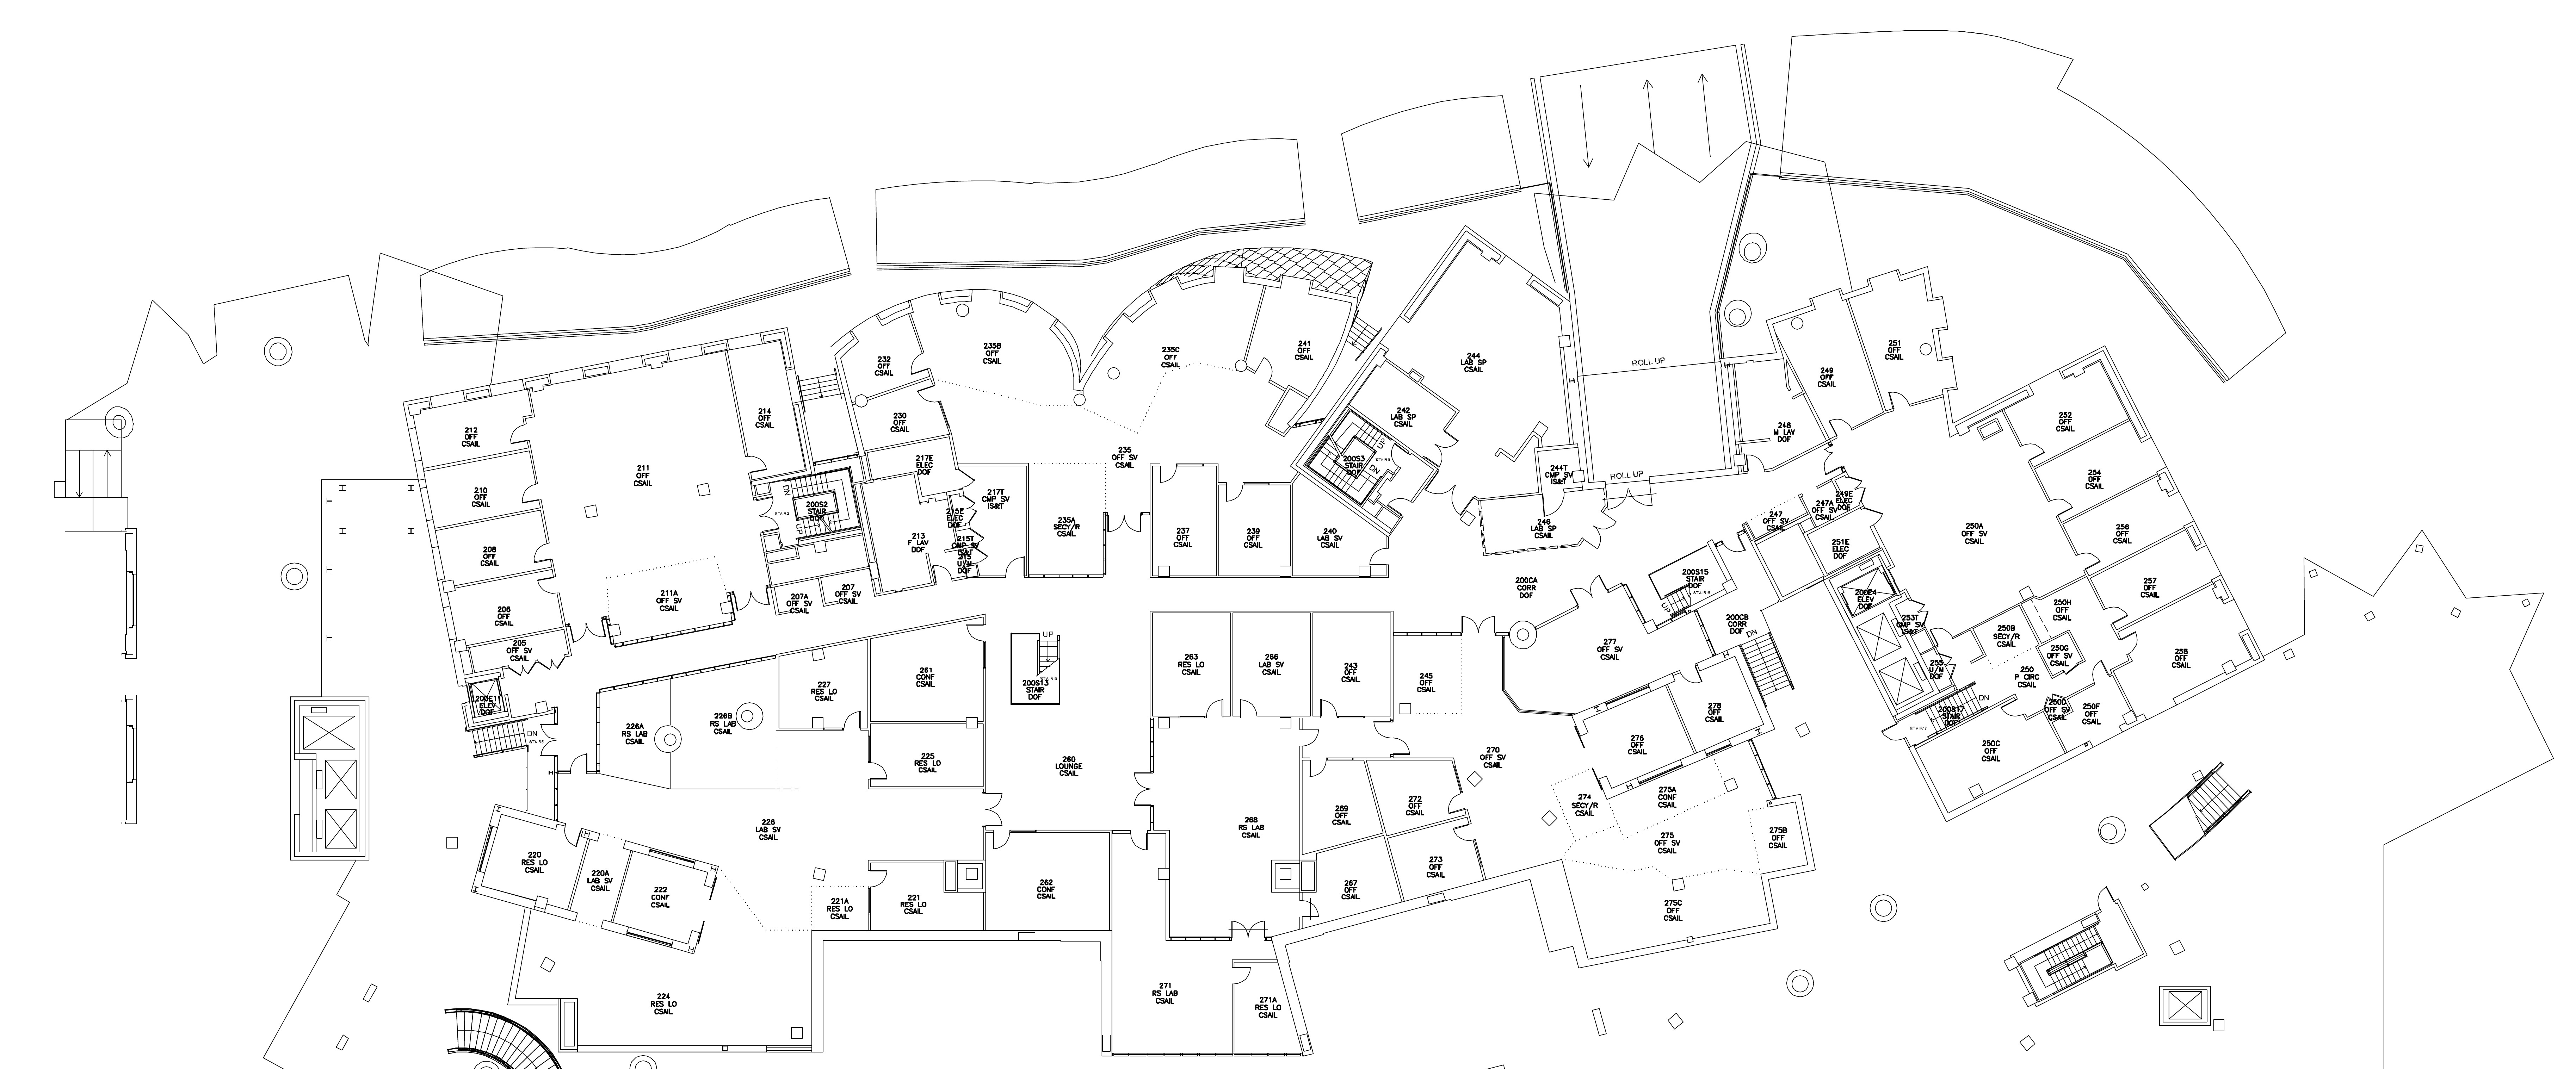 ROLL UP
244
LAB SP
CSAIL
232
OFF
CSAIL
235B
OFF
CSAIL
235C
OFF
CSAIL
241
OFF
CSAIL
251
OFF
CSAIL
249
OFF
CSAIL
212
OFF
CSAIL
211
OFF
CSAIL
214
OFF
CSAIL
230
OFF
CSAIL
242
LAB SP
CSAIL
248
M LAV
DOF
252
OFF
CSAIL
217E
ELEC
DOF
235
OFF SV
CSAIL
UP
DN
200S3
STAIR
DOF
244T
CMP SV
IS&T
ROLL UP
254
OFF
CSAIL
210
OFF
CSAIL
DN
200S2
STAIR
DOF
UP
217T
CMP SV
IS&T
235A
SECY/R
CSAIL
215E
ELEC
DOF
215T
CMP SV
IS&T
215
U/M
DOF
213
F LAV
DOF
237
OFF
CSAIL
239
OFF
CSAIL
240
LAB SV
CSAIL
246
LAB SP
CSAIL
247
OFF SV
CSAIL
247A
OFF SV
CSAIL
249E
ELEC
DOF
250A
OFF SV
CSAIL
256
OFF
CSAIL
208
OFF
CSAIL
251E
ELEC
DOF
206
OFF
CSAIL
211A
OFF SV
CSAIL
207A
OFF SV
CSAIL
207
OFF SV
CSAIL
200CA
CORR
DOF
200S15
STAIR
DOF
UP
200E4
ELEV
DOF
257
OFF
CSAIL
250H
OFF
CSAIL
205
OFF SV
CSAIL
UP
200S13
STAIR
DOF
277
OFF SV
CSAIL
200CB
CORR
DOF
DN
253T
CMP SV
IS&T
250B
SECY/R
CSAIL
250G
OFF SV
CSAIL
258
OFF
CSAIL
200E11
ELEV
DOF
227
RES LO
CSAIL
261
CONF
CSAIL
263
RES LO
CSAIL
266
LAB SV
CSAIL
243
OFF
CSAIL
245
OFF
CSAIL
255
U/M
DOF
250
P CIRC
CSAIL
DN
226A
RS LAB
CSAIL
226B
RS LAB
CSAIL
278
OFF
CSAIL
DN
200S17
STAIR
DOF
250D
OFF SV
CSAIL
250F
OFF
CSAIL
225
RES LO
CSAIL
260
LOUNGE
CSAIL
270
OFF SV
CSAIL
276
OFF
CSAIL
250C
OFF
CSAIL
226
LAB SV
CSAIL
268
RS LAB
CSAIL
269
OFF
CSAIL
272
OFF
CSAIL
274
SECY/R
CSAIL
275A
CONF
CSAIL
275
OFF SV
CSAIL
275B
OFF
CSAIL
220
RES LO
CSAIL
220A
LAB SV
CSAIL
222
CONF
CSAIL
221A
RES LO
CSAIL
221
RES LO
CSAIL
262
CONF
CSAIL
267
OFF
CSAIL
273
OFF
CSAIL
275C
OFF
CSAIL
224
RES LO
CSAIL
271
RS LAB
CSAIL
271A
RES LO
CSAIL